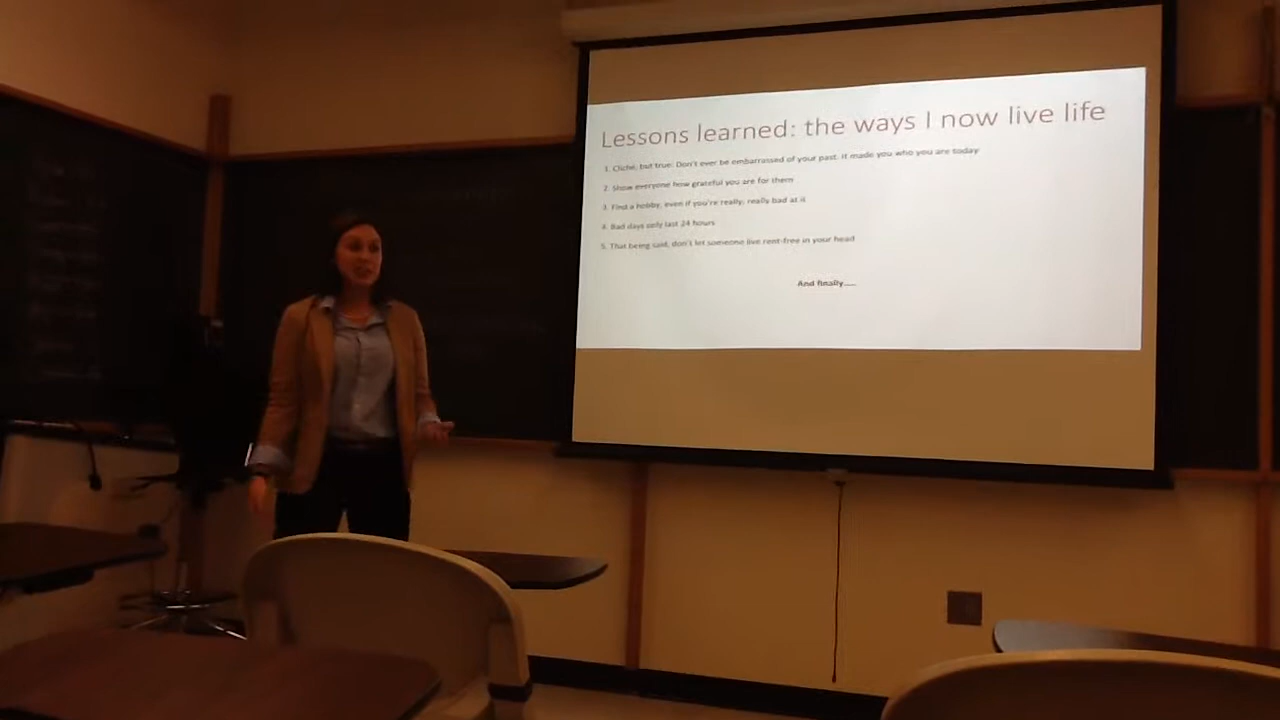 Lessons learned: the ways I now live life
1. Cliché, but true: Don't ever be embarrassed of your past. It made you who you are today
2. Show everyone how grateful you are for them
3. Find a hobby, even if you're really, really bad at it
4. Bad days only last 24 hours
5. That being said, don't let someone live rent-free in your head
And finally.....